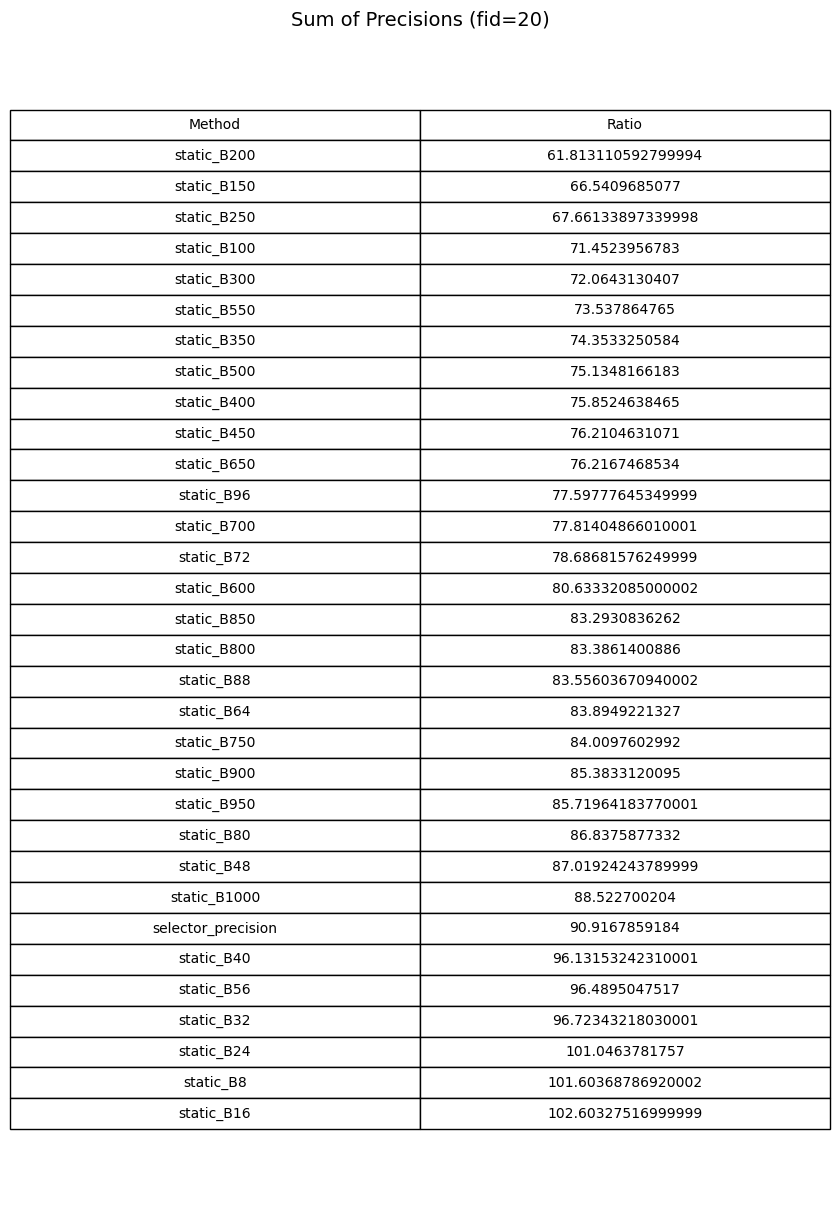 Sum of Precisions (fid=20)
Method Ratio
static_B200 61.813110592799994
static_B150 66.5409685077
static_B250 67.66133897339998
static_B100 71.4523956783
static_B300 72.0643130407
static_B550 73.537864765
static_B350 74.3533250584
static_B500 75.1348166183
static_B400 75.8524638465
static_B450 76.2104631071
static_B650 76.2167468534
static_B96 77.59777645349999
static_B700 77.81404866010001
static_B72 78.68681576249999
static_B600 80.63332085000002
static_B850 83.2930836262
static_B800 83.3861400886
static_B88 83.55603670940002
static_B64 83.8949221327
static_B750 84.0097602992
static_B900 85.3833120095
static_B950 85.71964183770001
static_B80 86.8375877332
static_B48 87.01924243789999
static_B1000 88.522700204
selector_precision 90.9167859184
static_B40 96.13153242310001
static_B56 96.4895047517
static_B32 96.72343218030001
static_B24 101.0463781757
static_B8 101.60368786920002
static_B16 102.60327516999999